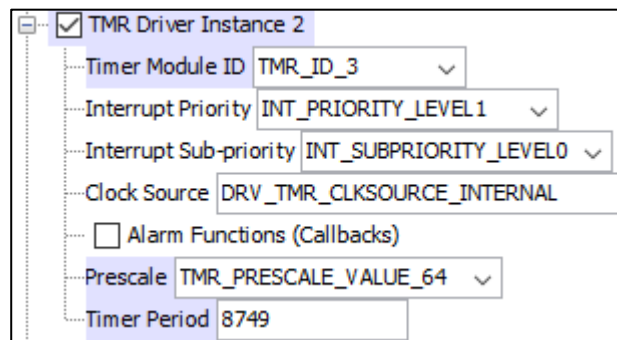 TMR Driver Instance 2
Timer Module ID TMR_ID_3
Interrupt Priority INT_PRIORITY_LEVEL1
Interrupt Sub-priority INT_SUBPRIORITY_LEVEL0
Clock Source DRV_TMR_CLKSOURCE_INTERNAL
Alarm Functions (Callbacks)
Prescale TMR_PRESCALE_VALUE_64
Timer Period 8749